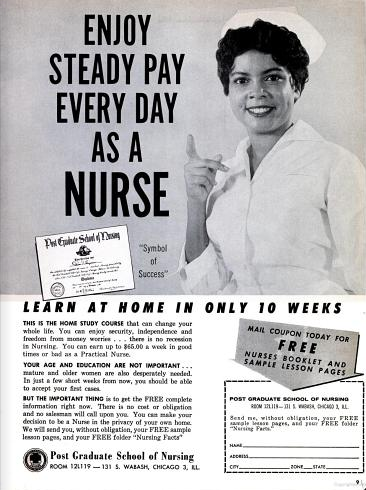 ENJOY
STEADY PAY
EVERY DAY
AS A
NURSE
Post Graduate School of Nursing
Diploma
"Symbol
of
Success"
LEARN AT HOME IN ONLY 10 WEEKS
THIS IS THE HOME STUDY COURSE that can change your
whole life. You can enjoy security, independence and
freedom from money worries . . . there is no recession
in Nursing. You can earn up to $65.00 a week in good
times or bad as a Practical Nurse.
YOUR AGE AND EDUCATION ARE NOT IMPORTANT . . .
mature and older women are also desperately needed.
In just a few short weeks from now, you should be able to
accept your first cases.
BUT THE IMPORTANT THING is to get the FREE complete
information right now. There is no cost or obligation
and no salesman will call upon you. You can make your
decision to be a Nurse in the privacy of your own home.
We will send you, without obligation, your FREE sample
lesson pages, and your FREE folder "Nursing Facts"
Post Graduate School of Nursing
ROOM 12L119 — 131 S. WABASH, CHICAGO 3, ILL.
MAIL COUPON TODAY FOR
FREE
NURSES BOOKLET AND
SAMPLE LESSON PAGES
POST GRADUATE SCHOOL OF NURSING
ROOM 12L119 — 131 S. WABASH, CHICAGO 3, ILL.
Send me, without obligation, your FREE
sample lesson pages, and your FREE folder
"Nursing Facts."
NAME
ADDRESS
CITY ZONE STATE
9